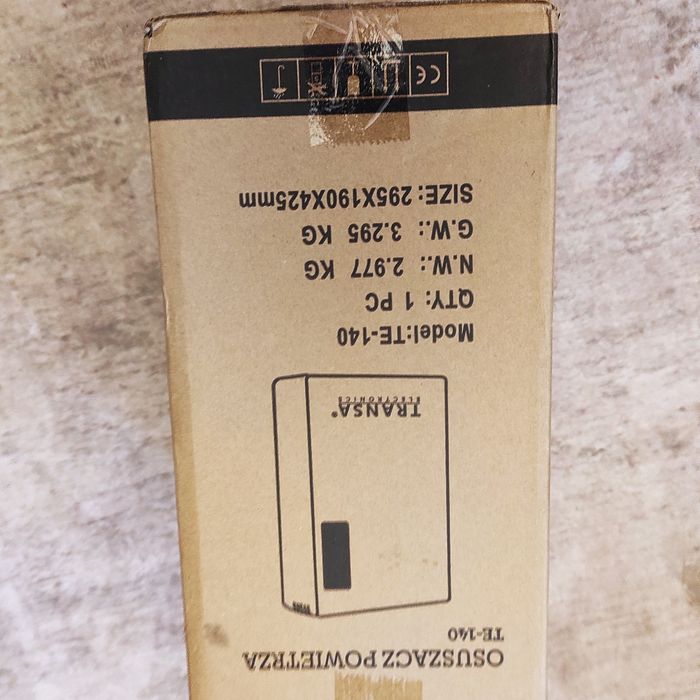 OSUSZACZ POWIETRZA
TE-140
TRANSA®
ELECTRONICS
Model:TE-140
QTY: 1 PC
N.W.: 2.977 KG
G.W.: 3.295 KG
SIZE: 295X190X425mm
CE